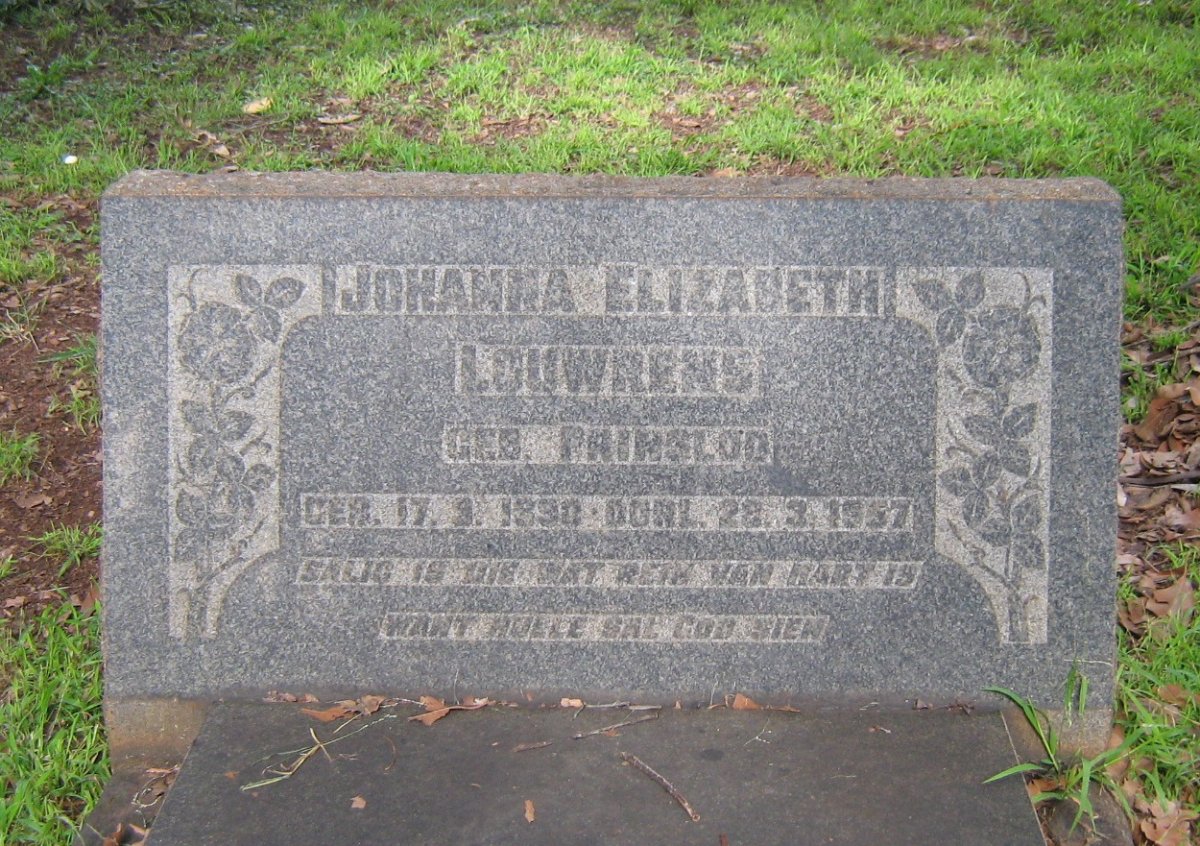 JOHANNA ELIZABETH
LOUWRENS
GEB. PRINSLOO
GEB. 17. 9. 1890 - OORL. 23. 3. 1957
SALIG IS DIE WAT REIN VAN HART IS
WANT HULLE SAL GOD SIEN